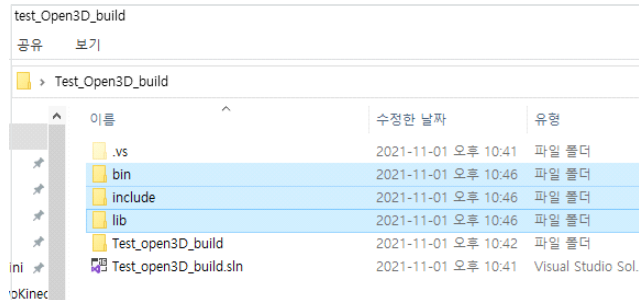 test_Open3D_build
공유 보기
Test_Open3D_build
이름 수정한 날짜 유형
.vs 2021-11-01 오후 10:41 파일 폴더
bin 2021-11-01 오후 10:46 파일 폴더
include 2021-11-01 오후 10:46 파일 폴더
lib 2021-11-01 오후 10:46 파일 폴더
Test_open3D_build 2021-11-01 오후 10:42 파일 폴더
ini Test_open3D_build.sln 2021-11-01 오후 10:41 Visual Studio Sol.
oKinec